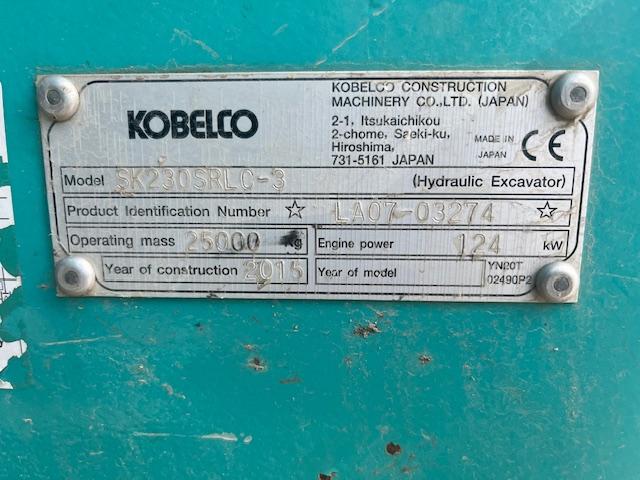 KOBELCO
KOBELCO CONSTRUCTION
MACHINERY CO.,LTD. (JAPAN)
2-1, Itsukaichikou
2-chome, Saeki-ku,
Hiroshima,
731-5161 JAPAN
MADE IN
JAPAN
CE
Model SK230SRLC-3 (Hydraulic Excavator)
Product Identification Number ☆ LA07-03274 ☆
Operating mass 25000 kg Engine power 124 kW
Year of construction 2015 Year of model
YN20T
02490P2